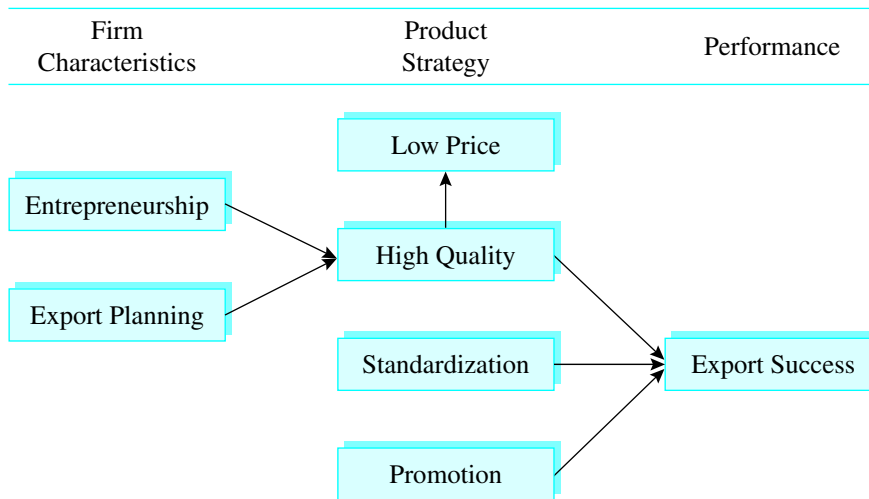 Firm
Characteristics
Product
Strategy
Performance
Low Price
Entrepreneurship
High Quality
Export Planning
Standardization
Export Success
Promotion